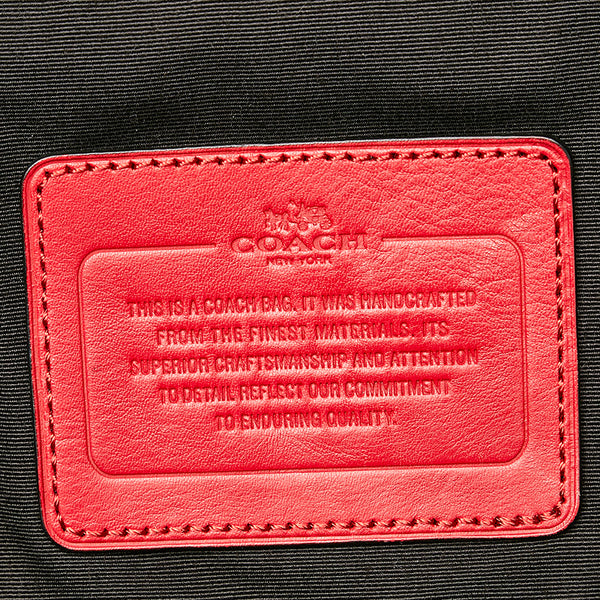 COACH
NEW YORK
THIS IS A COACH BAG. IT WAS HANDCRAFTED
FROM THE FINEST MATERIALS. ITS
SUPERIOR CRAFTSMANSHIP AND ATTENTION
TO DETAIL REFLECT OUR COMMITMENT
TO ENDURING QUALITY.